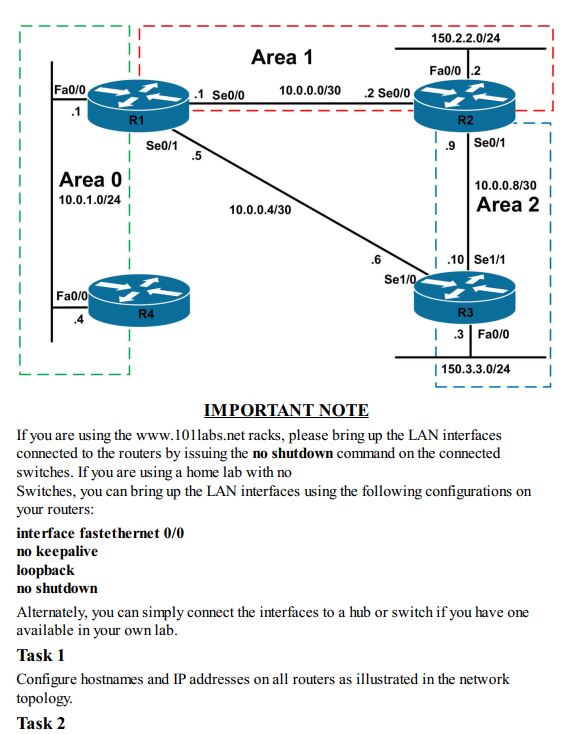 150.2.2.0/24
Area 1
Fa0/0 .2
Fa0/0
.1 Se0/0
10.0.0.0/30
.2 Se0/0
.1
R1
R2
Se0/1
.5
.9 Se0/1
Area 0
10.0.1.0/24
10.0.0.8/30
Area 2
10.0.0.4/30
.6
.10 Se1/1
Se1/0
Fa0/0
.4
R4
R3
.3 Fa0/0
150.3.3.0/24
IMPORTANT NOTE
If you are using the www.101labs.net racks, please bring up the LAN interfaces
connected to the routers by issuing the no shutdown command on the connected
switches. If you are using a home lab with no
Switches, you can bring up the LAN interfaces using the following configurations on
your routers:
interface fastethernet 0/0
no keepalive
loopback
no shutdown
Alternately, you can simply connect the interfaces to a hub or switch if you have one
available in your own lab.
Task 1
Configure hostnames and IP addresses on all routers as illustrated in the network
topology.
Task 2